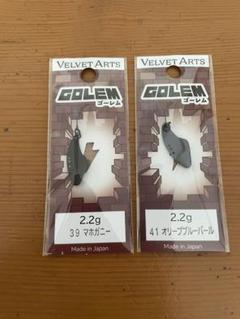 VELVET ARTS
GOLEM
ゴーレム
2.2g
39 マホガニー
Made in Japan
VELVET ARTS
GOLEM
ゴーレム
2.2g
41 オリーブブルーパール
Made in Japan